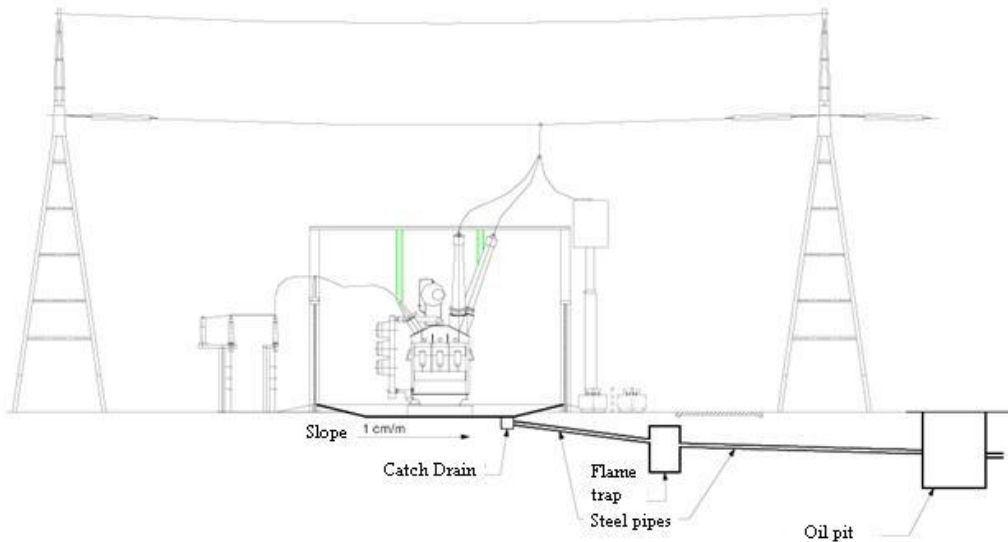 Slope 1 cm/m
Catch Drain
Flame
trap
Steel pipes
Oil pit